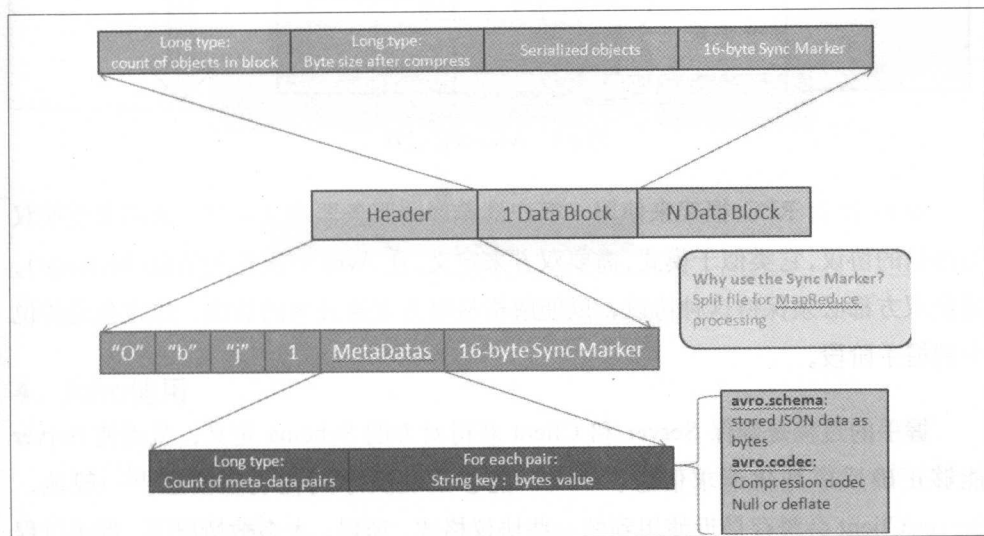 Long type:
count of objects in block
Long type:
Byte size after compress
Serialized objects
16-byte Sync Marker
Header
1 Data Block
N Data Block
Why use the Sync Marker?
Split file for MapReduce
processing
"O"
"b"
"j"
1
MetaDatas
16-byte Sync Marker
Long type:
Count of meta-data pairs
For each pair:
String key : bytes value
avro.schema:
stored JSON data as
bytes
avro.codec:
Compression codec
Null or deflate